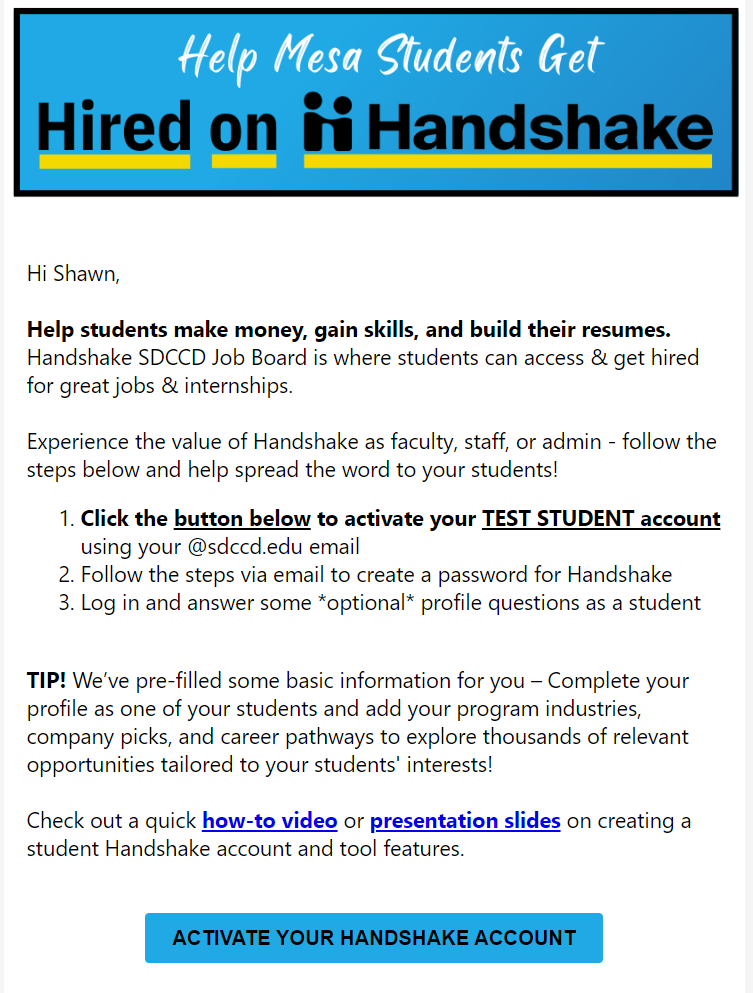 Help Mesa Students Get
Hired on Handshake
Hi Shawn,
Help students make money, gain skills, and build their resumes.
Handshake SDCCD Job Board is where students can access & get hired
for great jobs & internships.
Experience the value of Handshake as faculty, staff, or admin - follow the
steps below and help spread the word to your students!
1. Click the button below to activate your TEST STUDENT account
using your @sdccd.edu email
2. Follow the steps via email to create a password for Handshake
3. Log in and answer some *optional* profile questions as a student
TIP! We’ve pre-filled some basic information for you – Complete your
profile as one of your students and add your program industries,
company picks, and career pathways to explore thousands of relevant
opportunities tailored to your students' interests!
Check out a quick how-to video or presentation slides on creating a
student Handshake account and tool features.
ACTIVATE YOUR HANDSHAKE ACCOUNT